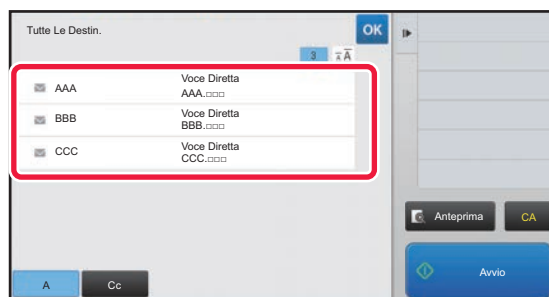 Tutte Le Destin.
OK
3 A A
AAA Voce Diretta
AAA.□□□
BBB Voce Diretta
BBB.□□□
CCC Voce Diretta
CCC.□□□
Anteprima CA
Avvio
A Cc